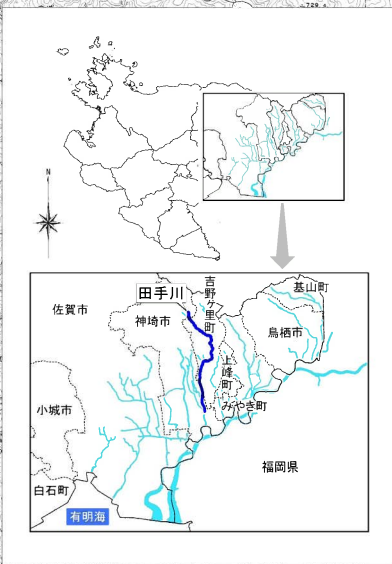 729
N
田手川
吉野ヶ里町
基山町
佐賀市
神埼市
鳥栖市
上峰町
みやき町
小城市
福岡県
白石町
有明海